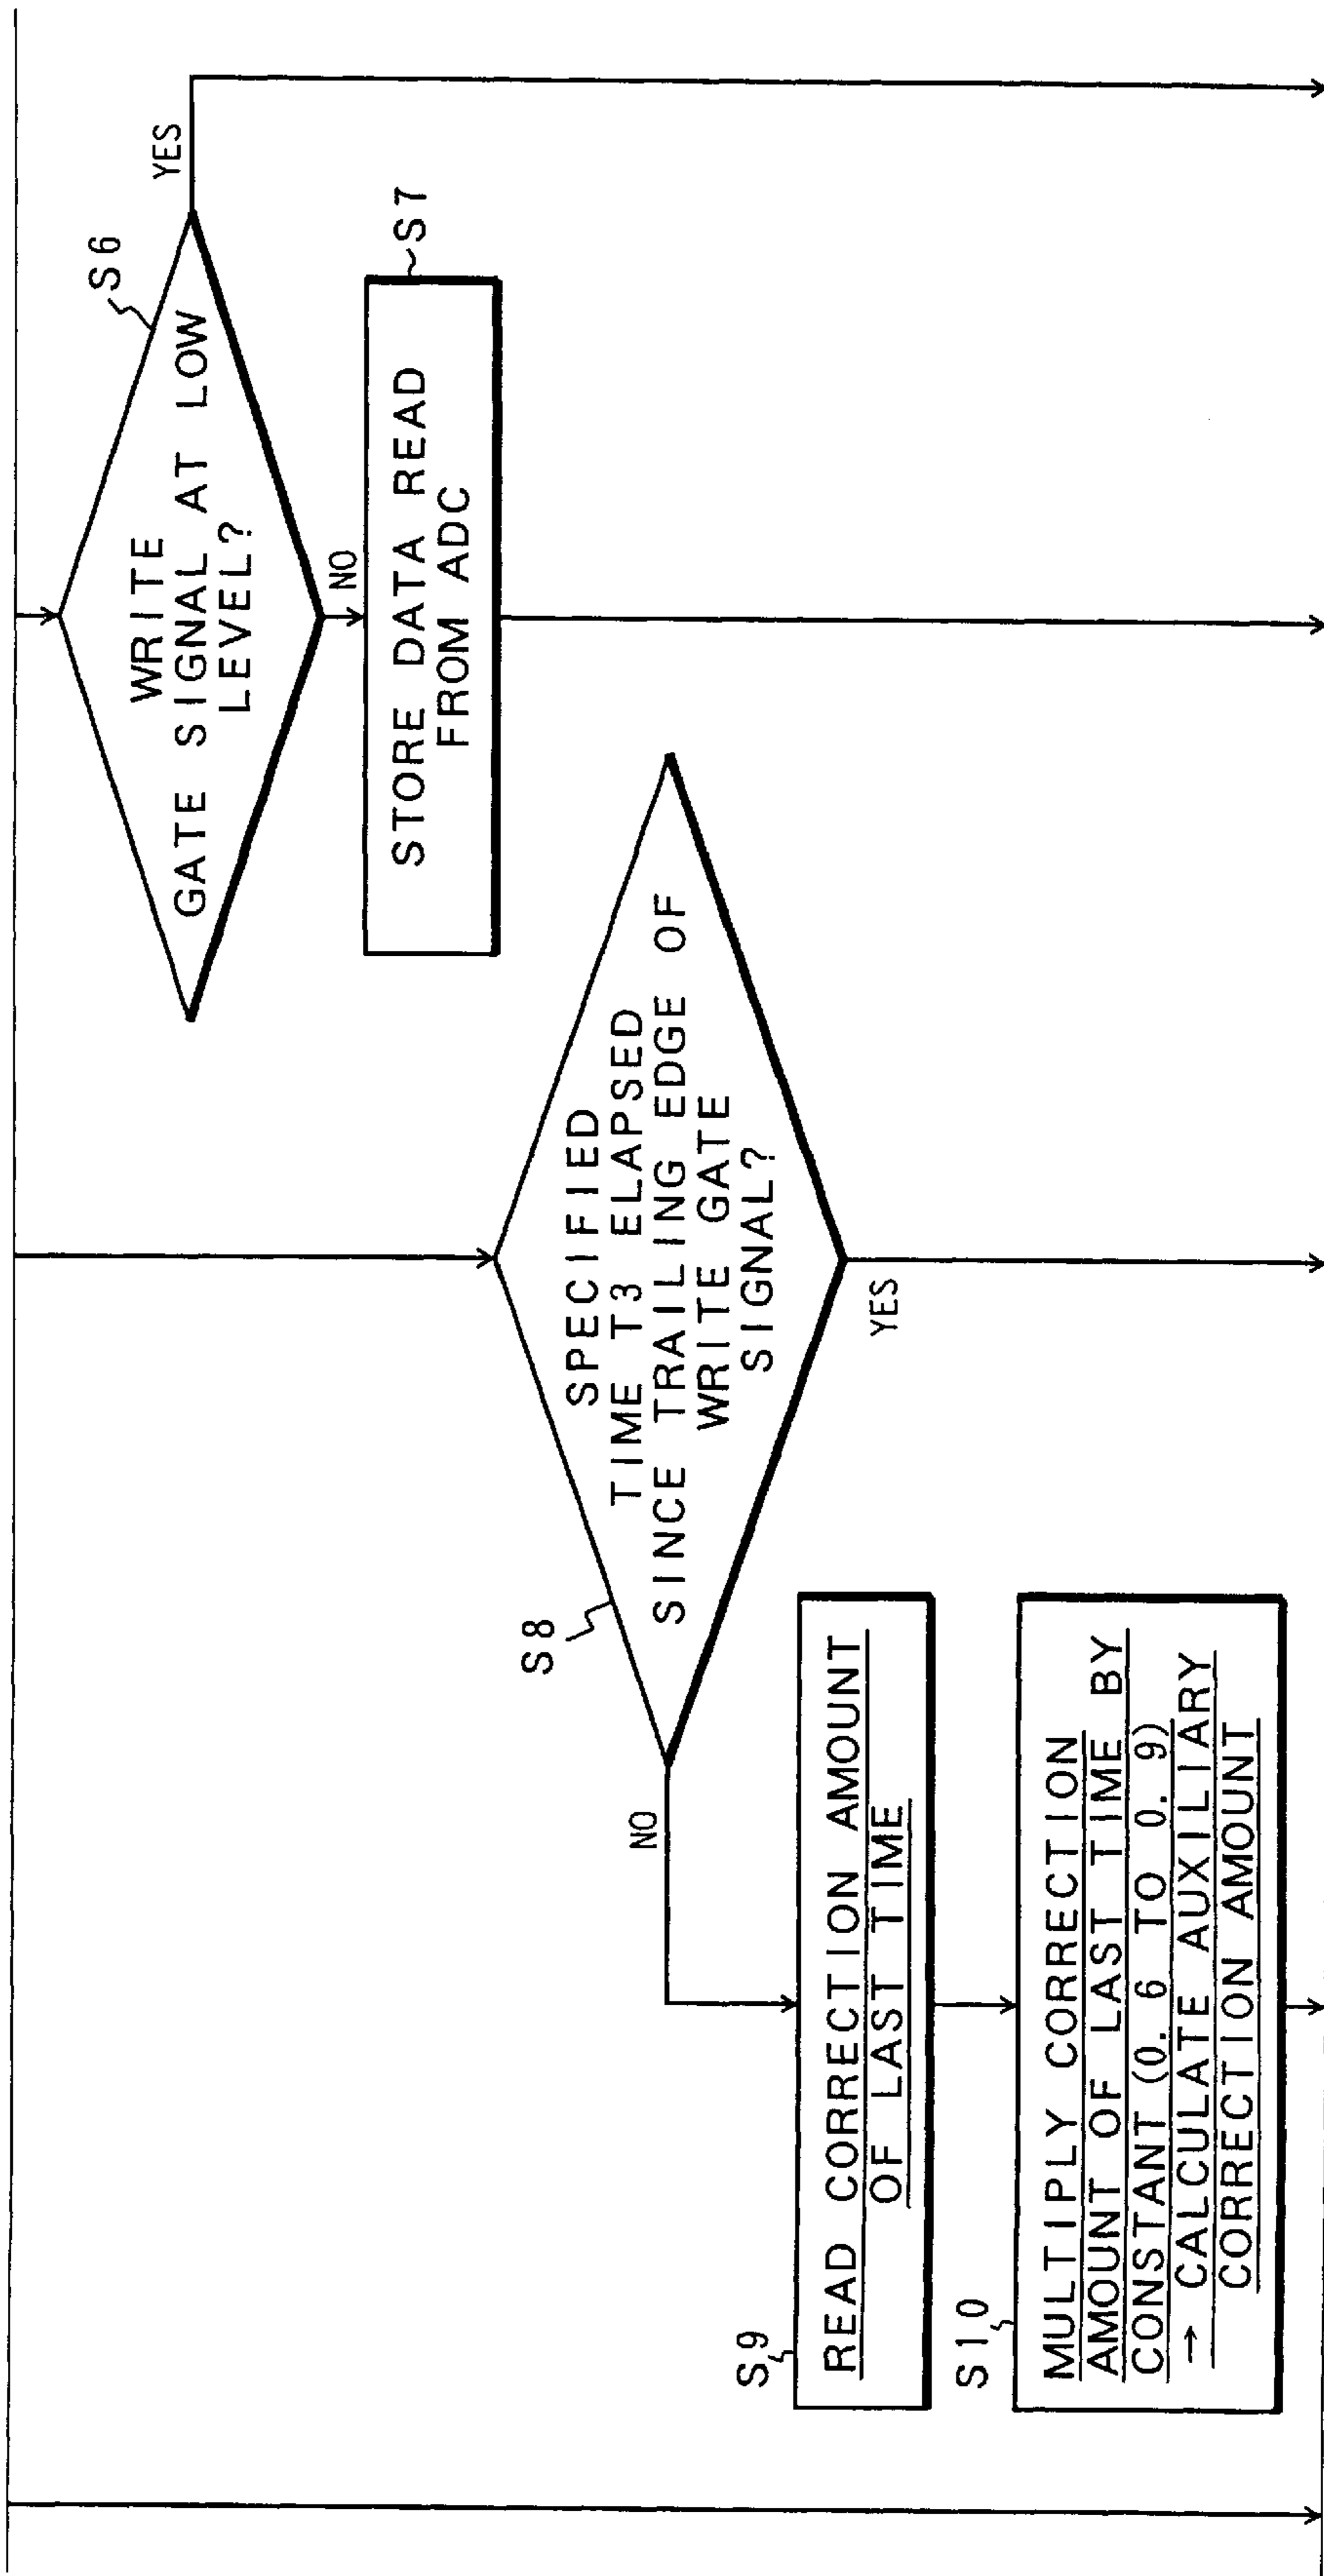 S6
WRITE
GATE SIGNAL AT LOW
LEVEL?
YES
NO
STORE DATA READ
FROM ADC
S7
S8
SPECIFIED
TIME T3 ELAPSED
SINCE TRAILING EDGE OF
WRITE GATE
SIGNAL?
NO
YES
S9
READ CORRECTION AMOUNT
OF LAST TIME
S10
MULTIPLY CORRECTION
AMOUNT OF LAST TIME BY
CONSTANT (0. 6 TO 0. 9)
→ CALCULATE AUXILIARY
CORRECTION AMOUNT